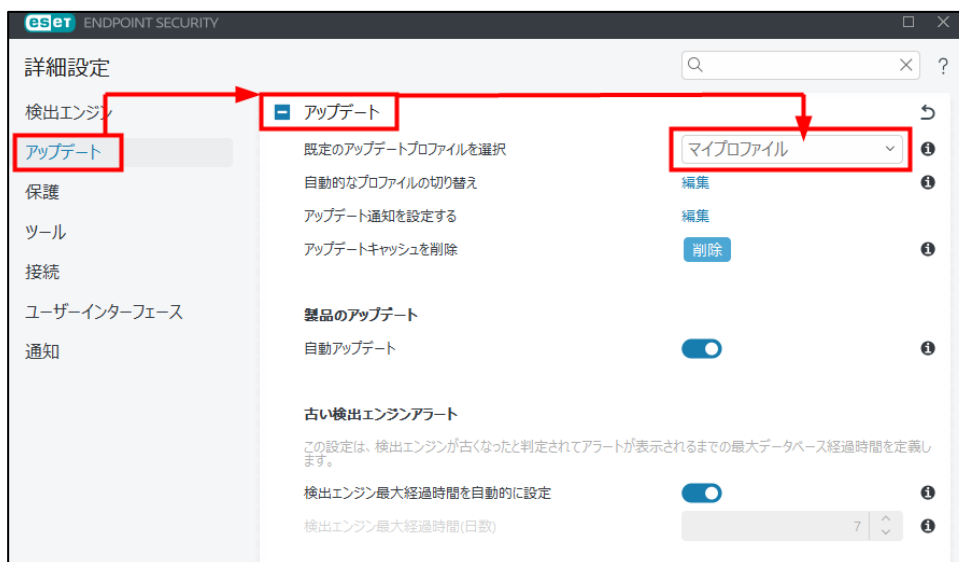 eset ENDPOINT SECURITY
詳細設定
?
検出エンジン
アップデート
保護
ツール
接続
ユーザーインターフェース
通知
アップデート
既定のアップデートプロファイルを選択
マイプロファイル
自動的なプロファイルの切り替え
編集
アップデート通知を設定する
編集
アップデートキャッシュを削除
削除
製品のアップデート
自動アップデート
古い検出エンジンアラート
この設定は、検出エンジンが古くなったと判定されてアラートが表示されるまでの最大データベース経過時間を定義し
ます。
検出エンジン最大経過時間を自動的に設定
検出エンジン最大経過時間(日数)
7